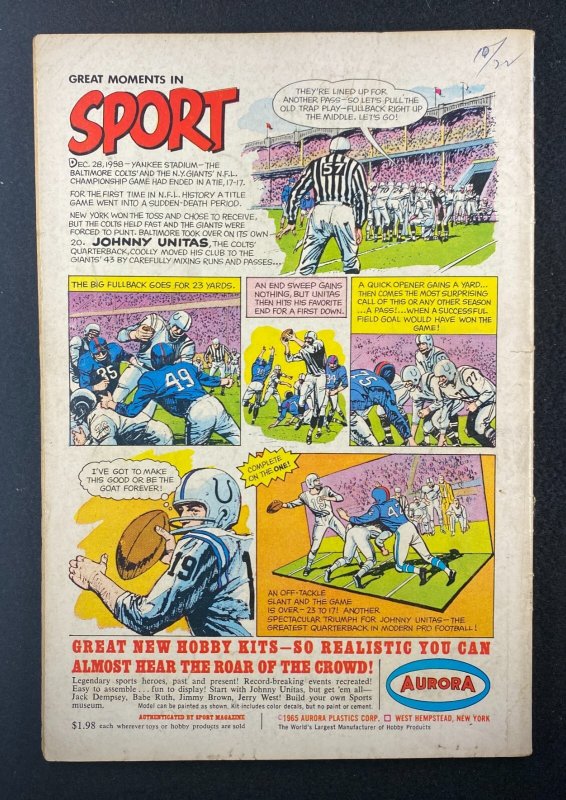 10/22
GREAT MOMENTS IN
SPORT
DEC. 28, 1958 — YANKEE STADIUM — THE
BALTIMORE COLTS' AND THE N.Y. GIANTS' N.F.L.
CHAMPIONSHIP GAME HAD ENDED IN A TIE, 17-17.
FOR THE FIRST TIME IN N.F.L. HISTORY A TITLE
GAME WENT INTO A SUDDEN-DEATH PERIOD.
NEW YORK WON THE TOSS AND CHOSE TO RECEIVE,
BUT THE COLTS HELD FAST AND THE GIANTS WERE
FORCED TO PUNT. BALTIMORE TOOK OVER ON ITS OWN
20. JOHNNY UNITAS, THE COLTS'
QUARTERBACK, COOLLY MOVED HIS CLUB TO THE
GIANTS' 43 BY CAREFULLY MIXING RUNS AND PASSES...
THEY'RE LINED UP FOR
ANOTHER PASS—SO LET'S PULL THE
OLD TRAP PLAY—FULLBACK RIGHT UP
THE MIDDLE. LET'S GO!
57
THE BIG FULLBACK GOES FOR 23 YARDS.
35
49
AN END SWEEP GAINS
NOTHING, BUT UNITAS
THEN HITS HIS FAVORITE
END FOR A FIRST DOWN.
A QUICK OPENER GAINS A YARD...
THEN COMES THE MOST SURPRISING
CALL OF THIS OR ANY OTHER SEASON
...A PASS!...WHEN A SUCCESSFUL
FIELD GOAL WOULD HAVE WON THE
GAME!
75
77
I'VE GOT TO MAKE
THIS GOOD OR BE THE
GOAT FOREVER!
19
COMPLETE
ON THE ONE!
42
AN OFF-TACKLE
SLANT AND THE GAME
IS OVER—23 TO 17! ANOTHER
SPECTACULAR TRIUMPH FOR JOHNNY UNITAS—THE
GREATEST QUARTERBACK IN MODERN PRO FOOTBALL!
GREAT NEW HOBBY KITS—SO REALISTIC YOU CAN
ALMOST HEAR THE ROAR OF THE CROWD!
Legendary sports heroes, past and present! Record-breaking events recreated!
Easy to assemble . . . fun to display! Start with Johnny Unitas, but get 'em all—
Jack Dempsey, Babe Ruth, Jimmy Brown, Jerry West! Build your own Sports
museum. Model can be painted as shown. Kit includes color decals, but no paint or cement.
AURORA
AUTHENTICATED BY SPORT MAGAZINE
$1.98 each wherever toys or hobby products are sold
©1965 AURORA PLASTICS CORP. WEST HEMPSTEAD, NEW YORK
The World's Largest Manufacturer of Hobby Products